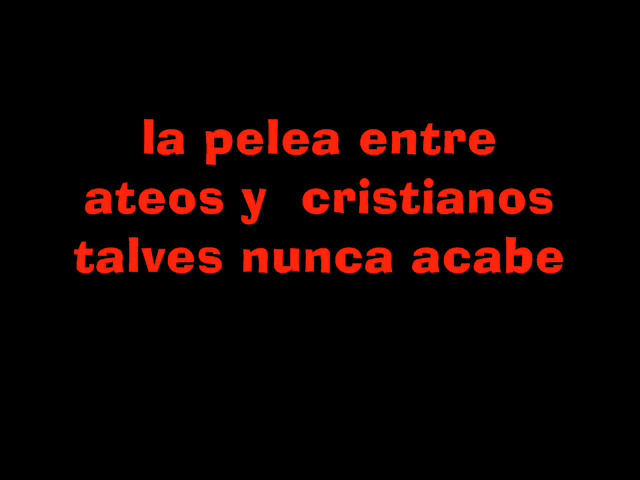 la pelea entre
ateos y  cristianos
talves nunca acabe